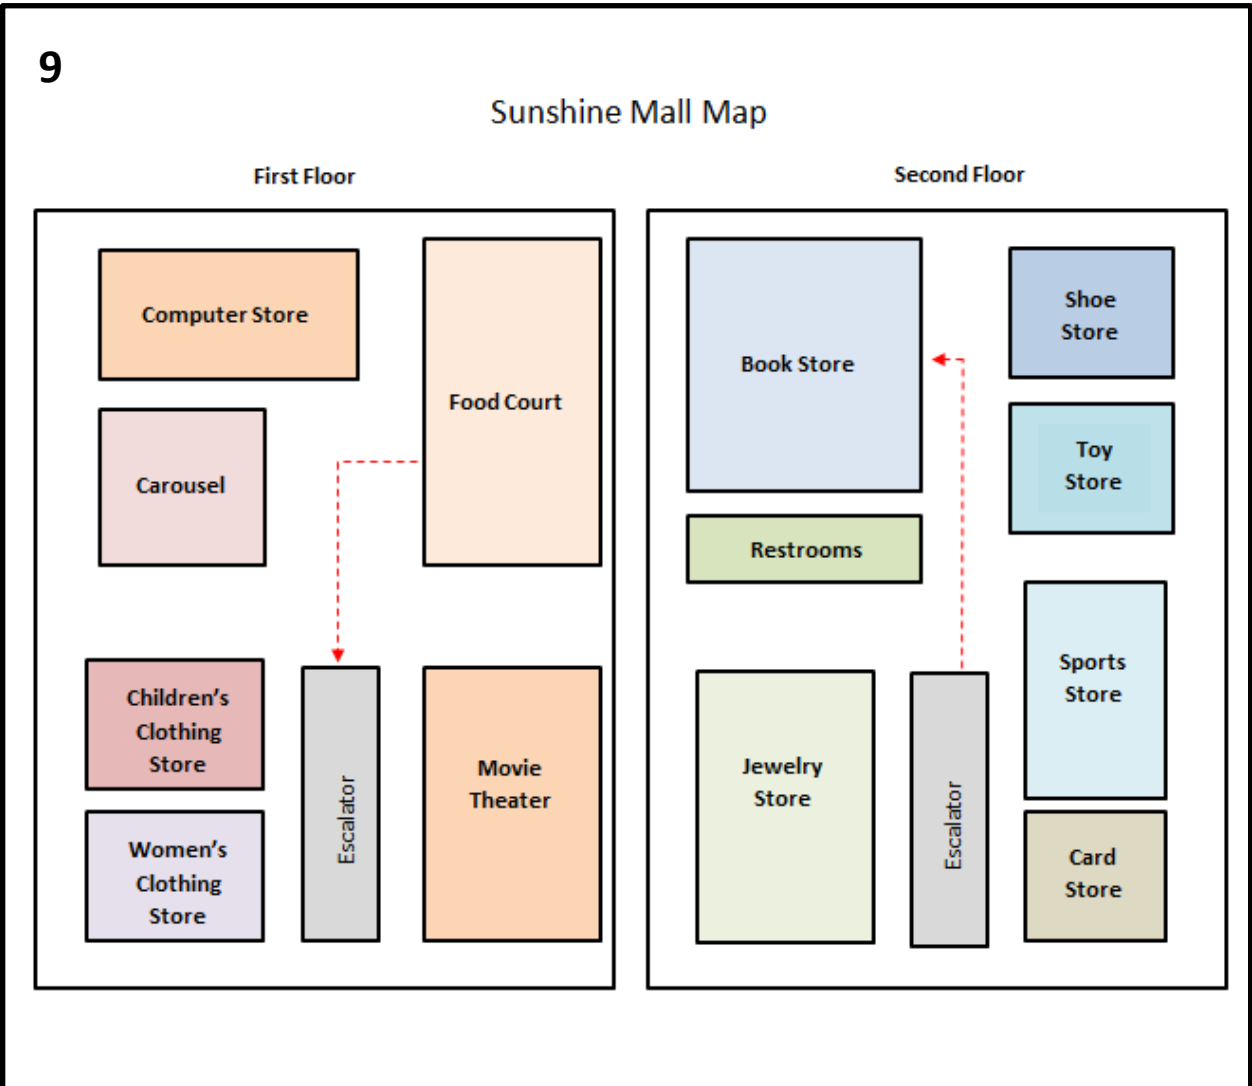 9
Sunshine Mall Map
First Floor
Computer Store
Food Court
Carousel
Children's
Clothing
Store
Escalator
Movie
Theater
Women's
Clothing
Store
Second Floor
Book Store
Shoe
Store
Toy
Store
Restrooms
Sports
Store
Jewelry
Store
Escalator
Card
Store